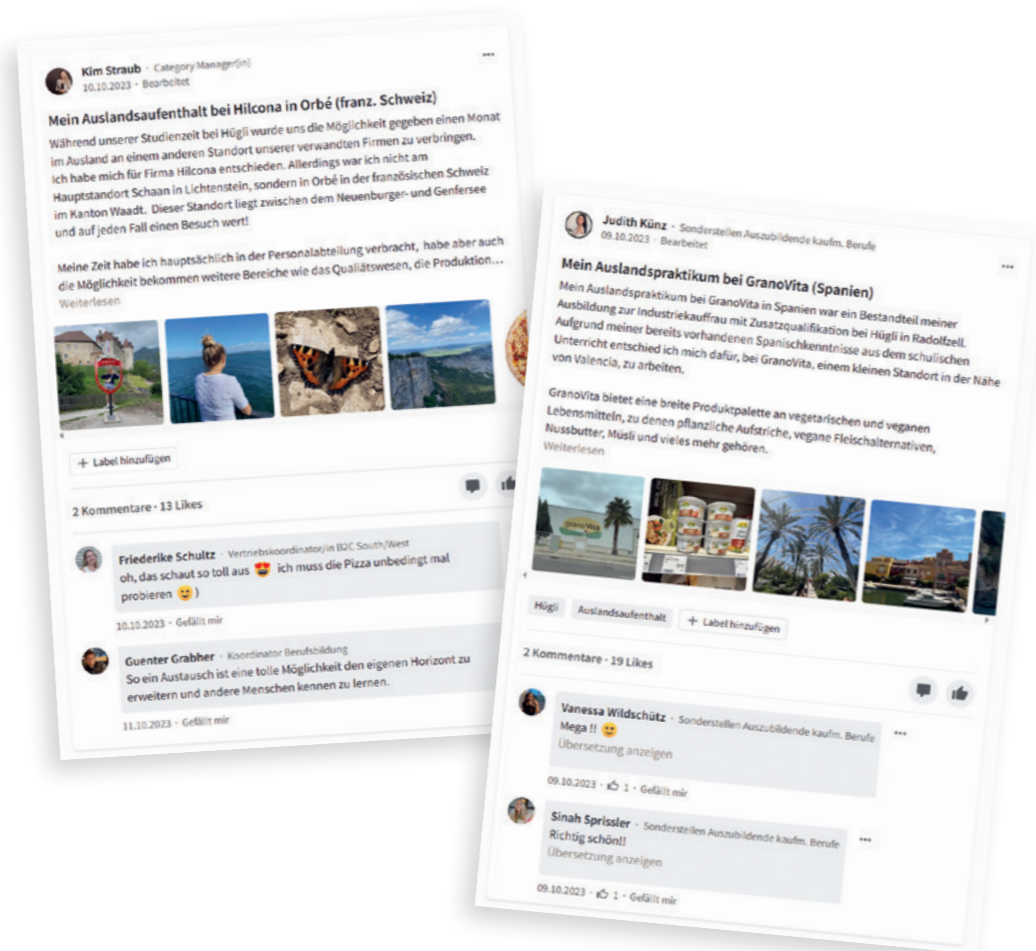 Kim Straub · Category Manager(in)
10.10.2023 · Bearbeitet
Mein Auslandsaufenthalt bei Hilcona in Orbé (franz. Schweiz)
Während unserer Studienzeit bei Hügli wurde uns die Möglichkeit gegeben einen Monat
im Ausland an einem anderen Standort unserer verwandten Firmen zu verbringen.
Ich habe mich für Firma Hilcona entschieden. Allerdings war ich nicht am
Hauptstandort Schaan in Lichtenstein, sondern in Orbé in der französischen Schweiz
im Kanton Waadt. Dieser Standort liegt zwischen dem Neuenburger- und Genfersee
und auf jeden Fall einen Besuch wert!
Meine Zeit habe ich hauptsächlich in der Personalabteilung verbracht, habe aber auch
die Möglichkeit bekommen weitere Bereiche wie das Qualiätswesen, die Produktion...
Weiterlesen
+ Label hinzufügen
2 Kommentare · 13 Likes
Friederike Schultz · Vertriebskoordinator/in B2C South/West
oh, das schaut so toll aus 😍 ich muss die Pizza unbedingt mal
probieren 🙂 )
10.10.2023 · Gefällt mir
Guenter Grabher · Koordinator Berufsbildung
So ein Austausch ist eine tolle Möglichkeit den eigenen Horizont zu
erweitern und andere Menschen kennen zu lernen.
11.10.2023 · Gefällt mir
Judith Künz · Sonderstellen Auszubildende kaufm. Berufe
09.10.2023 · Bearbeitet
Mein Auslandspraktikum bei GranoVita (Spanien)
Mein Auslandspraktikum bei GranoVita in Spanien war ein Bestandteil meiner
Ausbildung zur Industriekauffrau mit Zusatzqualifikation bei Hügli in Radolfzell.
Aufgrund meiner bereits vorhandenen Spanischkenntnisse aus dem schulischen
Unterricht entschied ich mich dafür, bei GranoVita, einem kleinen Standort in der Nähe
von Valencia, zu arbeiten.
GranoVita bietet eine breite Produktpalette an vegetarischen und veganen
Lebensmitteln, zu denen pflanzliche Aufstriche, vegane Fleischalternativen,
Nussbutter, Müsli und vieles mehr gehören.
Weiterlesen
granoVita
Hügli
Auslandsaufenthalt
+ Label hinzufügen
2 Kommentare · 19 Likes
Vanessa Wildschütz · Sonderstellen Auszubildende kaufm. Berufe
Mega !! 🙂
Übersetzung anzeigen
09.10.2023 · 1 · Gefällt mir
Sinah Sprissler · Sonderstellen Auszubildende kaufm. Berufe
Richtig schön!!
Übersetzung anzeigen
09.10.2023 · 1 · Gefällt mir